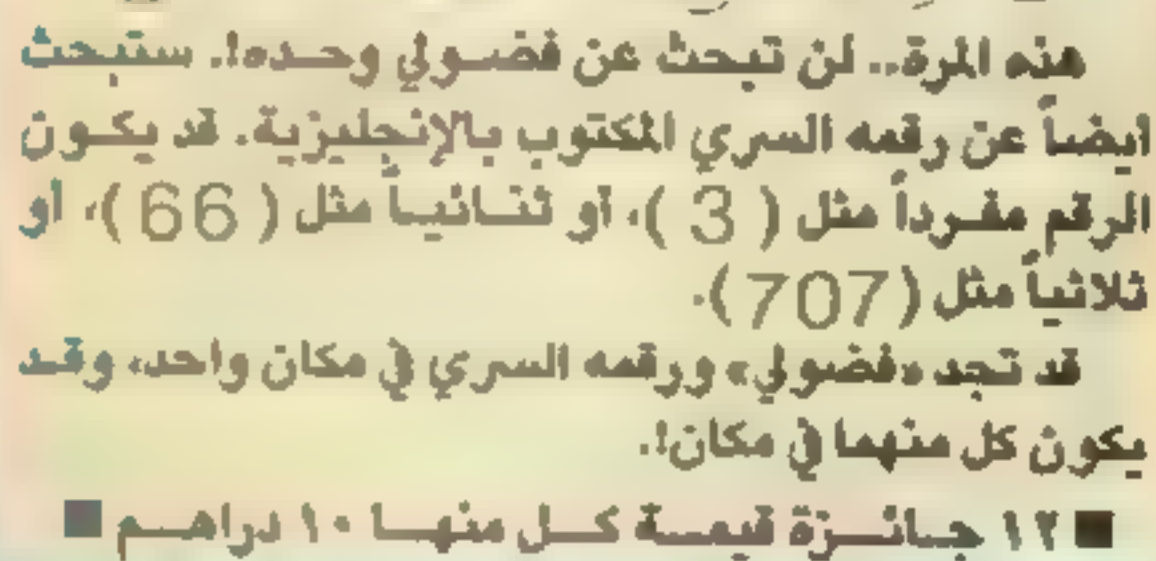 هذه المرة.. لن تبحث عن فضولي وحده!. ستبحث
ايضاً عن رقمه السري المكتوب بالإنجليزية. قد يكون
الرقم مفرداً مثل ( 3 )، أو ثنائياً مثل ( 66 )، أو
ثلاثياً مثل (707).
قد تجد «فضولي» ورقمه السري في مكان واحد، وقد
يكون كل منهما في مكان!.
■ ١٢ جائزة قيمة كل منها ١٠ دراهم ■